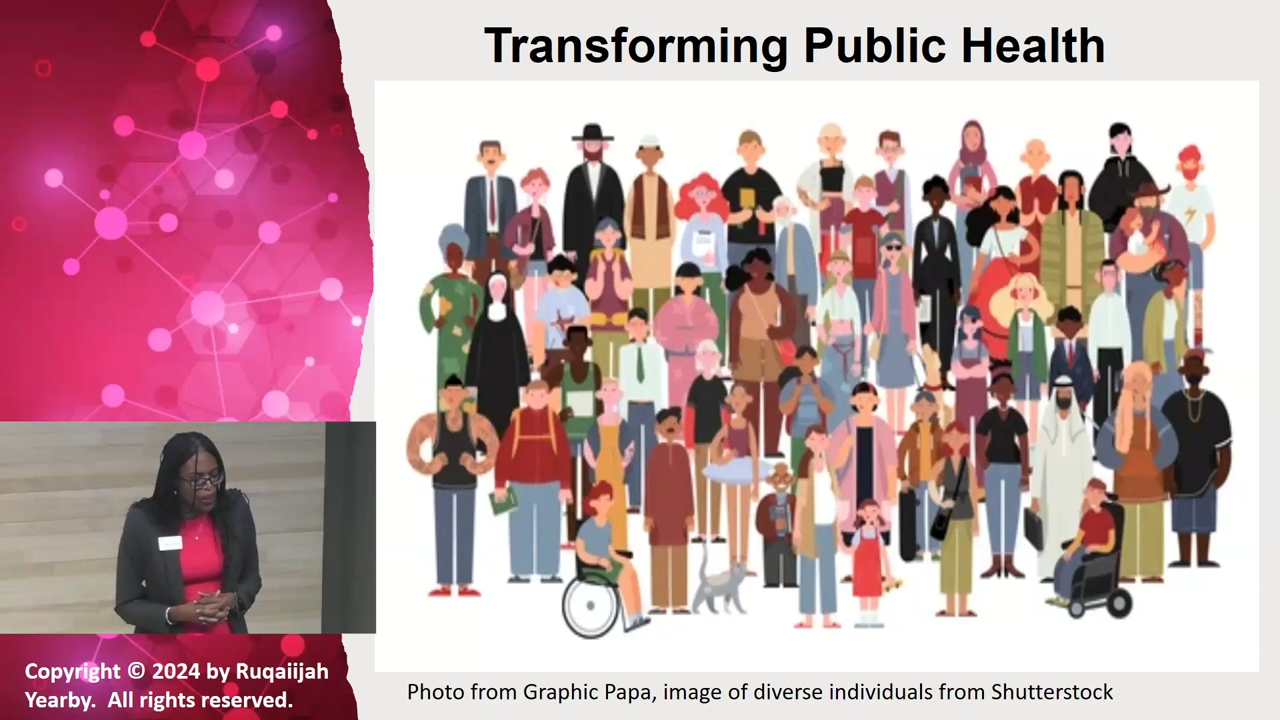 Transforming Public Health
Copyright © 2024 by Ruqaiijah
Yearby.  All rights reserved.
Photo from Graphic Papa, image of diverse individuals from Shutterstock